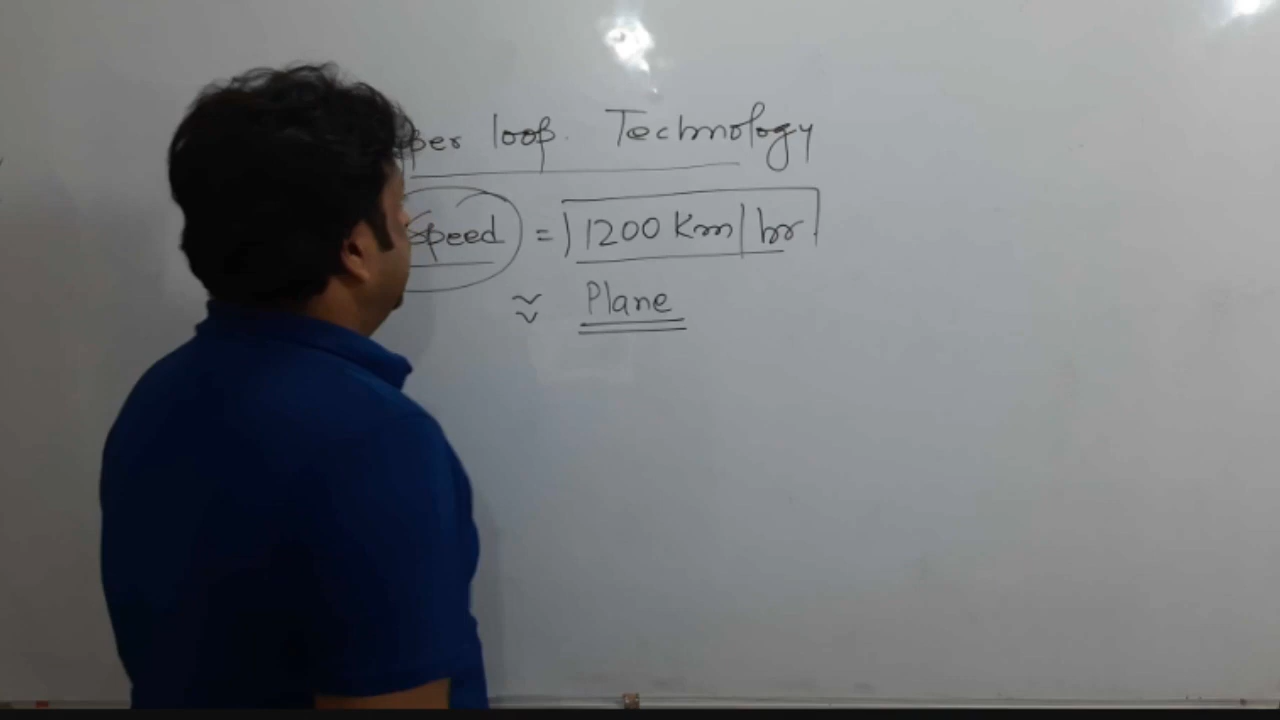 per loop. Technology
Speed = 1200 Km/hr
≈ Plane